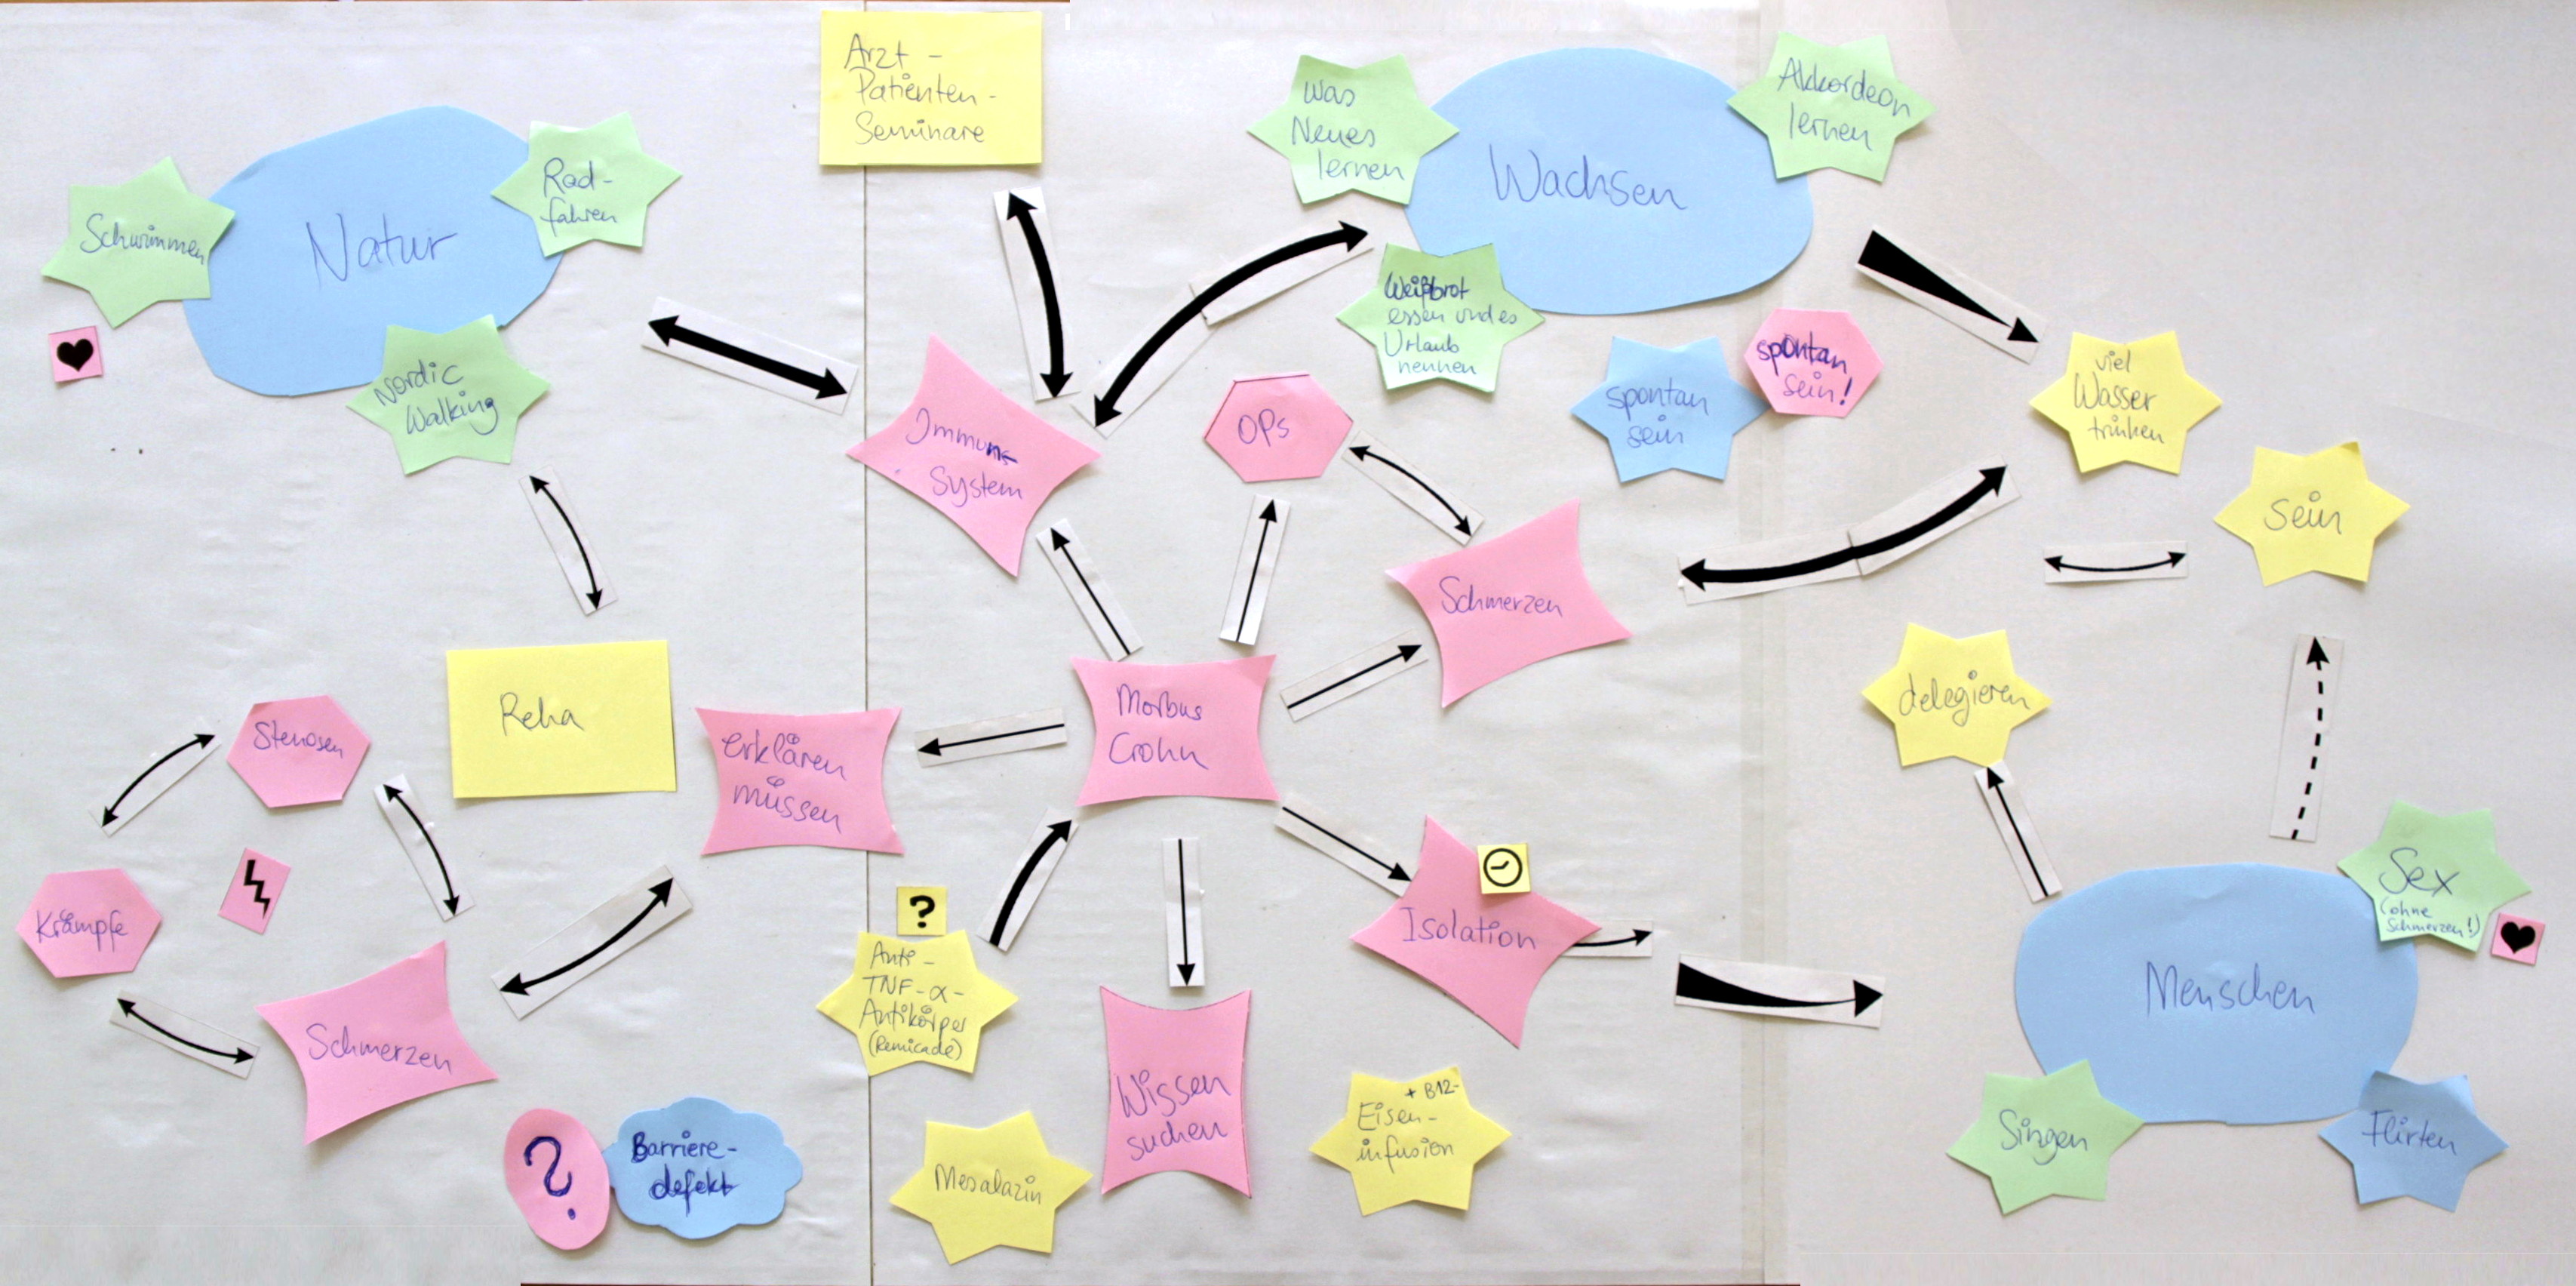 Arzt -
Patienten -
Seminare
Was
Neues
lernen
Wachsen
Akkordeon
lernen
Rad -
fahren
Schwimmen
Natur
Nordic
Walking
Weißbrot
essen und es
Urlaub
nennen
spontan
sein
spontan
sein!
viel
Wasser
trinken
Immun-
System
OPs
Sein
Schmerzen
delegieren
Reha
Stenosen
erklären
müssen
Morbus
Crohn
Krämpfe
?
Anti -
TNF-α-
Antikörper
(Remicade)
Isolation
Sex
(ohne
Schmerzen!)
Menschen
Schmerzen
Wissen
suchen
+ B12-
Eisen-
infusion
Singen
Flirten
?
Barriere-
defekt
Mesalazin